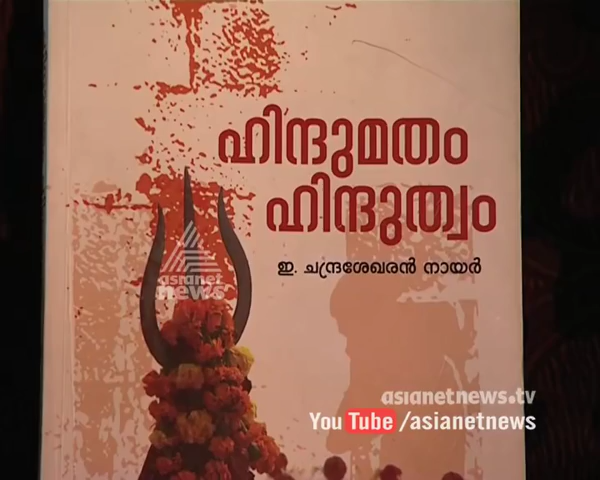 ഹിന്ദുമതം
ഹിന്ദുത്വം
ഇ. ചന്ദ്രശേഖരൻ നായർ
asianet
news
asianetnews.tv
YouTube /asianetnews